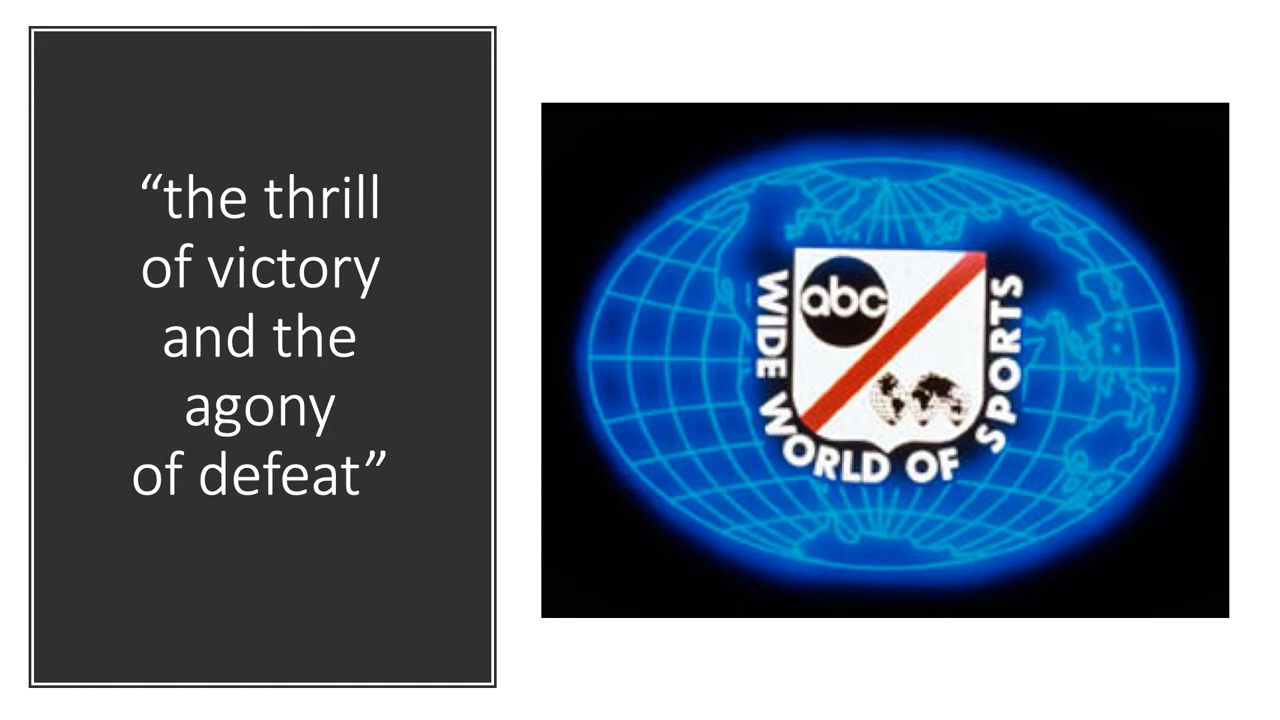 “the thrill
of victory
and the
agony
of defeat”
abc
WIDE WORLD OF SPORTS